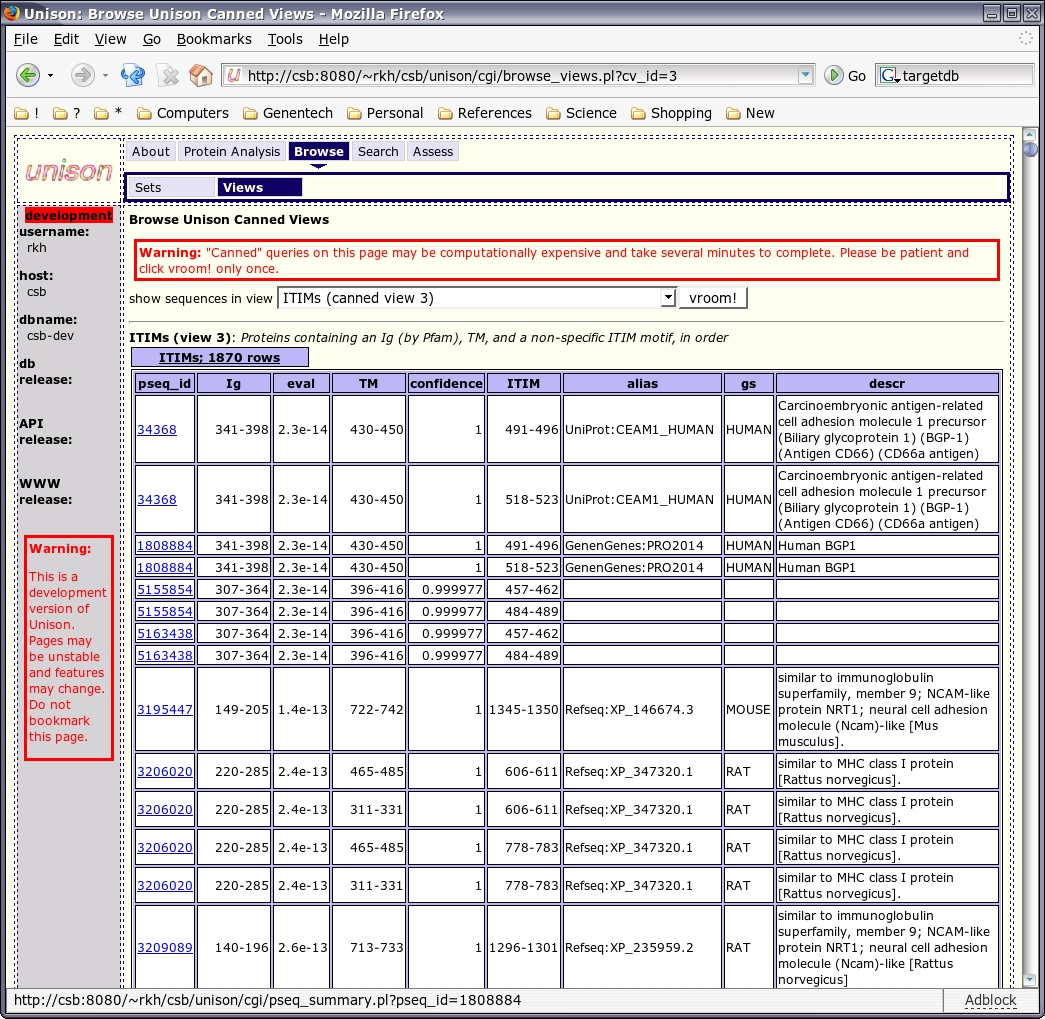 Unison: Browse Unison Canned Views - Mozilla Firefox
File Edit View Go Bookmarks Tools Help
http://csb:8080/~rkh/csb/unison/cgi/browse_views.pl?cv_id=3 Go targetdb
! ? * Computers Genentech Personal References Science Shopping New
unison
About Protein Analysis Browse Search Assess
Sets Views
development
username:
rkh
host:
csb
dbname:
csb-dev
db
release:
API
release:
WWW
release:
Warning:
This is a
development
version of
Unison.
Pages may
be unstable
and features
may change.
Do not
bookmark
this page.
Browse Unison Canned Views
Warning: "Canned" queries on this page may be computationally expensive and take several minutes to complete. Please be patient and
click vroom! only once.
show sequences in view ITIMs (canned view 3) vroom!
ITIMs (view 3): Proteins containing an Ig (by Pfam), TM, and a non-specific ITIM motif, in order
ITIMs; 1870 rows
pseq_id Ig eval TM confidence ITIM alias gs descr
34368 341-398 2.3e-14 430-450 1 491-496 UniProt:CEAM1_HUMAN HUMAN Carcinoembryonic antigen-related
cell adhesion molecule 1 precursor
(Biliary glycoprotein 1) (BGP-1)
(Antigen CD66) (CD66a antigen)
34368 341-398 2.3e-14 430-450 1 518-523 UniProt:CEAM1_HUMAN HUMAN Carcinoembryonic antigen-related
cell adhesion molecule 1 precursor
(Biliary glycoprotein 1) (BGP-1)
(Antigen CD66) (CD66a antigen)
1808884 341-398 2.3e-14 430-450 1 491-496 GenenGenes:PRO2014 HUMAN Human BGP1
1808884 341-398 2.3e-14 430-450 1 518-523 GenenGenes:PRO2014 HUMAN Human BGP1
5155854 307-364 2.3e-14 396-416 0.999977 457-462
5155854 307-364 2.3e-14 396-416 0.999977 484-489
5163438 307-364 2.3e-14 396-416 0.999977 457-462
5163438 307-364 2.3e-14 396-416 0.999977 484-489
3195447 149-205 1.4e-13 722-742 1 1345-1350 Refseq:XP_146674.3 MOUSE similar to immunoglobulin
superfamily, member 9; NCAM-like
protein NRT1; neural cell adhesion
molecule (Ncam)-like [Mus
musculus].
3206020 220-285 2.4e-13 465-485 1 606-611 Refseq:XP_347320.1 RAT similar to MHC class I protein
[Rattus norvegicus].
3206020 220-285 2.4e-13 311-331 1 606-611 Refseq:XP_347320.1 RAT similar to MHC class I protein
[Rattus norvegicus].
3206020 220-285 2.4e-13 465-485 1 778-783 Refseq:XP_347320.1 RAT similar to MHC class I protein
[Rattus norvegicus].
3206020 220-285 2.4e-13 311-331 1 778-783 Refseq:XP_347320.1 RAT similar to MHC class I protein
[Rattus norvegicus].
3209089 140-196 2.6e-13 713-733 1 1296-1301 Refseq:XP_235959.2 RAT similar to immunoglobulin
superfamily, member 9; NCAM-like
protein NRT1; neural cell adhesion
molecule (Ncam)-like [Rattus
norvegicus]
http://csb:8080/~rkh/csb/unison/cgi/pseq_summary.pl?pseq_id=1808884 Adblock